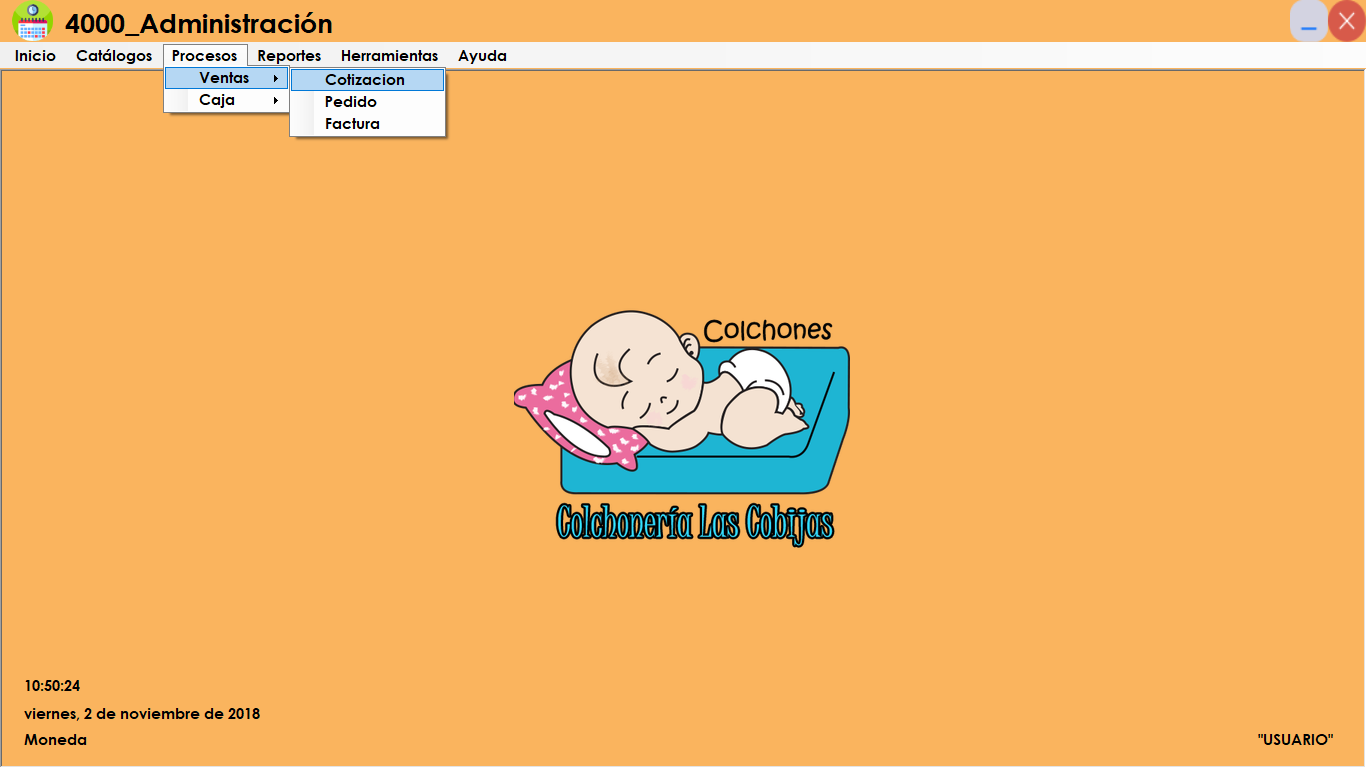 4000_Administración
Inicio Catálogos Procesos Reportes Herramientas Ayuda
Ventas
Caja
Cotizacion
Pedido
Factura
Colchones
Colchonería Las Cobijas
10:50:24
viernes, 2 de noviembre de 2018
Moneda
"USUARIO"